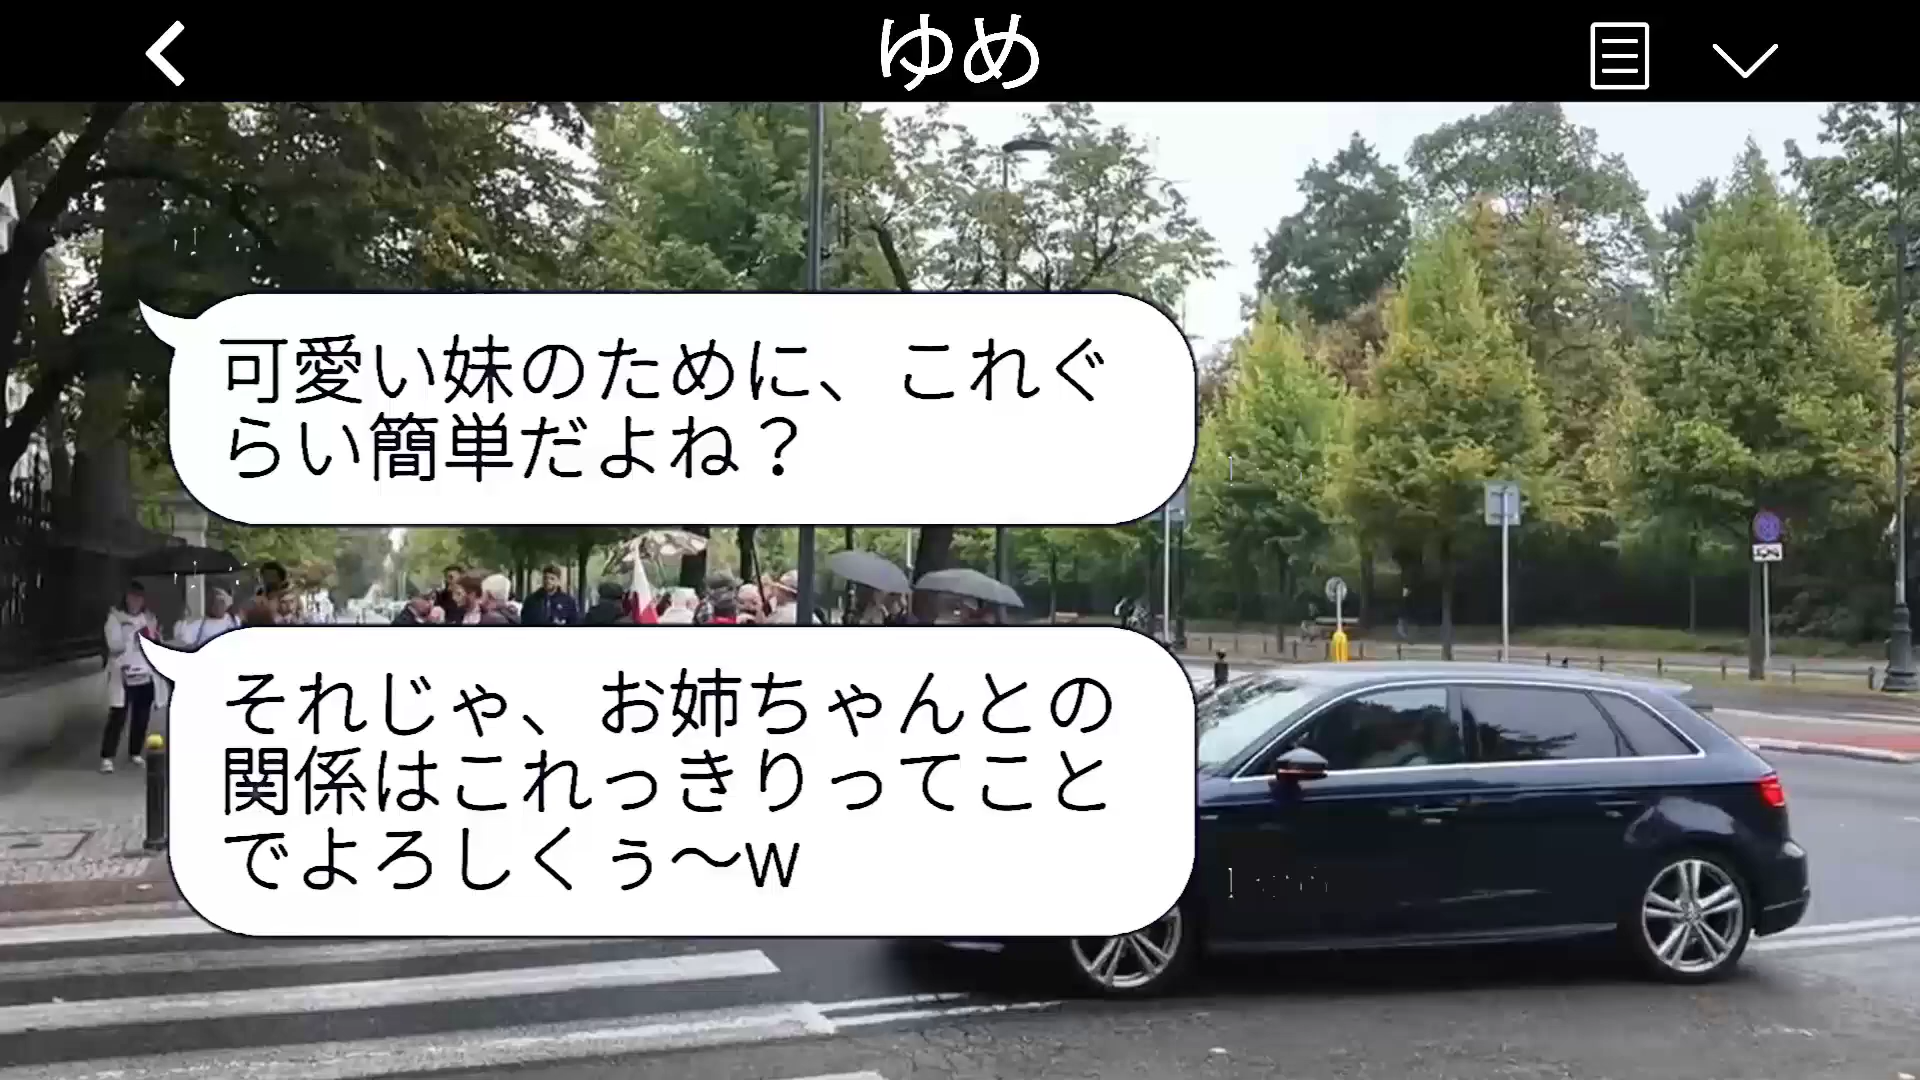 ゆめ
可愛い妹のために、これぐ
らい簡単だよね？
それじゃ、お姉ちゃんとの
関係はこれっきりってこと
でよろしくぅ～w